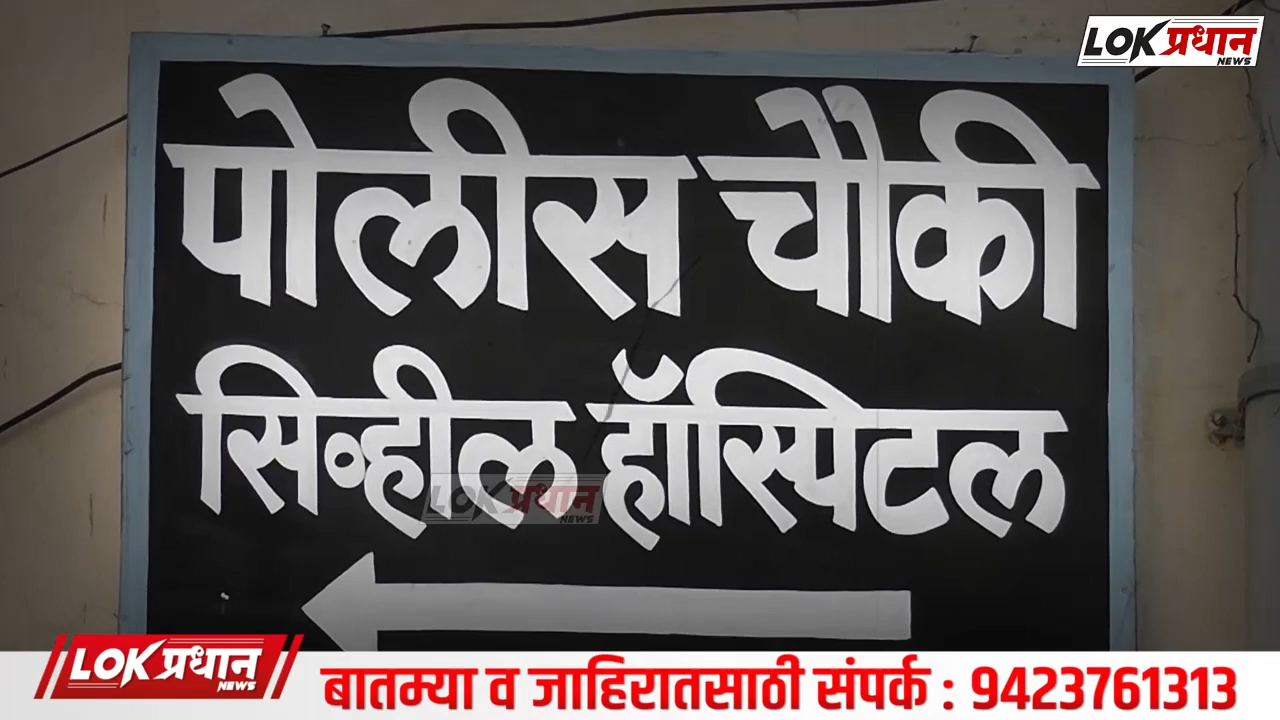 LOK प्रधान NEWS
पोलीस चौकी
सिव्हील हॉस्पिटल
LOK प्रधान NEWS
LOK प्रधान NEWS
बातम्या व जाहिरातसाठी संपर्क : 9423761313